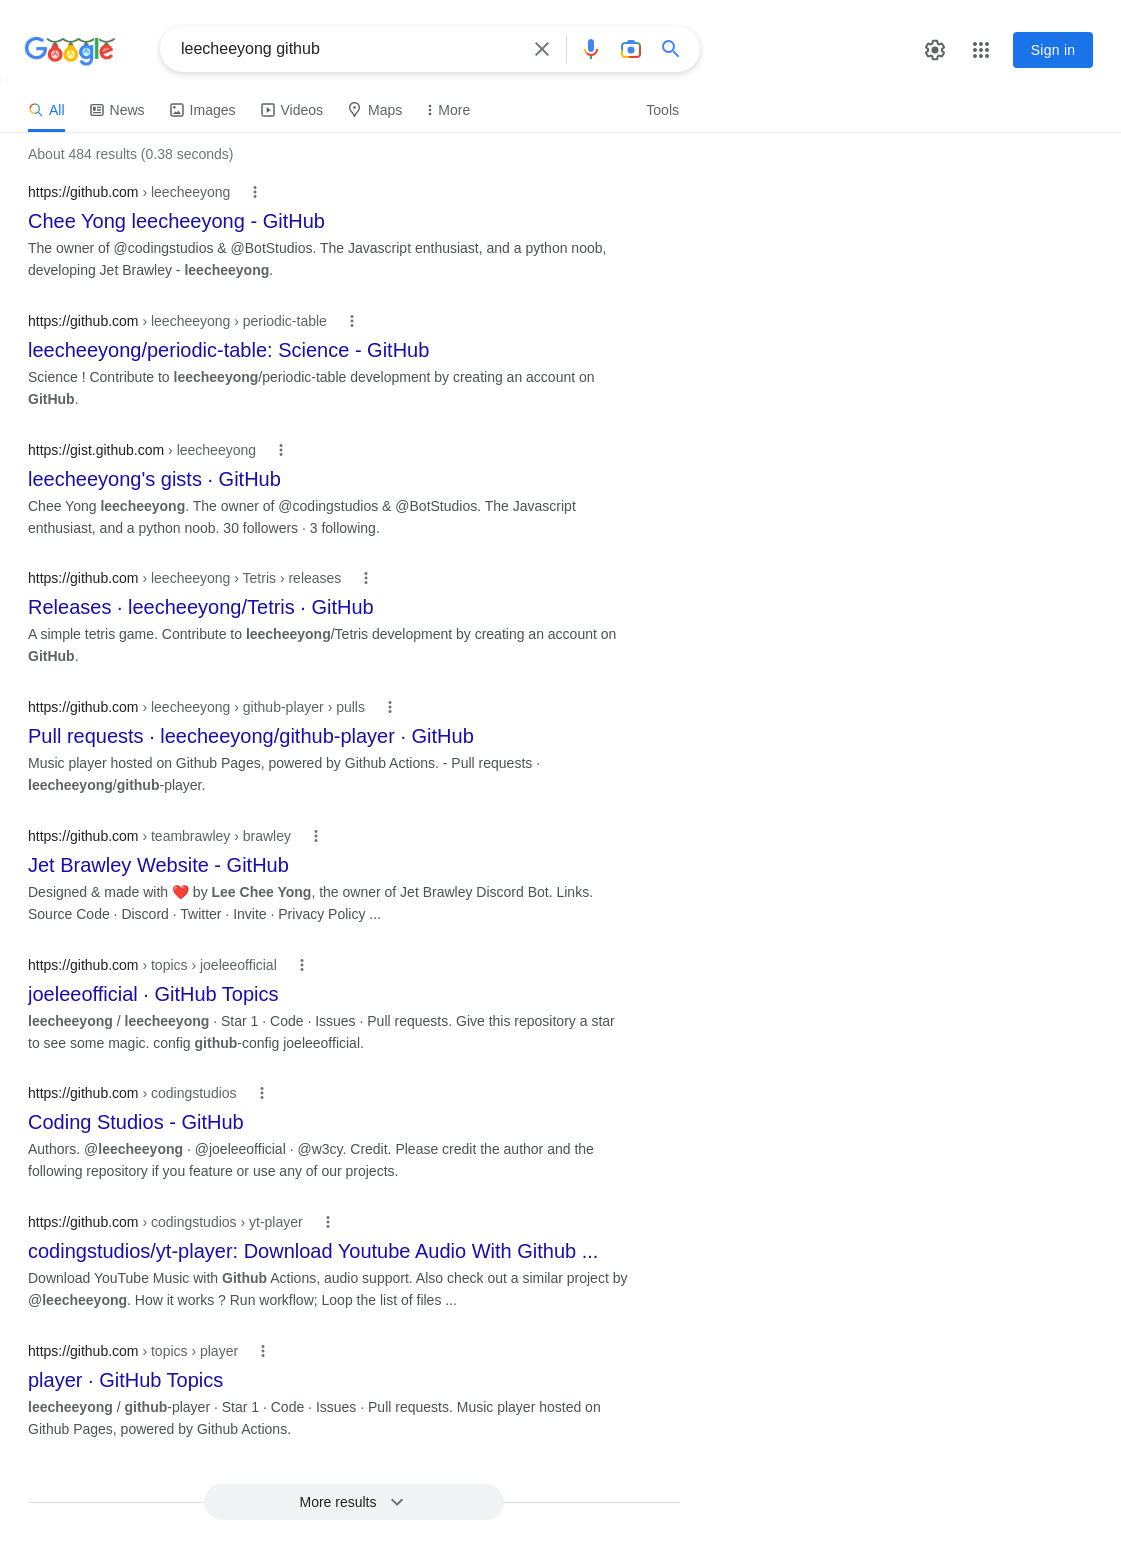 Google
leecheeyong github
Sign in
All
News
Images
Videos
Maps
More
Tools
About 484 results (0.38 seconds)
https://github.com › leecheeyong
Chee Yong leecheeyong - GitHub
The owner of @codingstudios & @BotStudios. The Javascript enthusiast, and a python noob,
developing Jet Brawley - leecheeyong.
https://github.com › leecheeyong › periodic-table
leecheeyong/periodic-table: Science - GitHub
Science ! Contribute to leecheeyong/periodic-table development by creating an account on
GitHub.
https://gist.github.com › leecheeyong
leecheeyong's gists · GitHub
Chee Yong leecheeyong. The owner of @codingstudios & @BotStudios. The Javascript
enthusiast, and a python noob. 30 followers · 3 following.
https://github.com › leecheeyong › Tetris › releases
Releases · leecheeyong/Tetris · GitHub
A simple tetris game. Contribute to leecheeyong/Tetris development by creating an account on
GitHub.
https://github.com › leecheeyong › github-player › pulls
Pull requests · leecheeyong/github-player · GitHub
Music player hosted on Github Pages, powered by Github Actions. - Pull requests ·
leecheeyong/github-player.
https://github.com › teambrawley › brawley
Jet Brawley Website - GitHub
Designed & made with ❤️ by Lee Chee Yong, the owner of Jet Brawley Discord Bot. Links.
Source Code · Discord · Twitter · Invite · Privacy Policy ...
https://github.com › topics › joeleeofficial
joeleeofficial · GitHub Topics
leecheeyong / leecheeyong · Star 1 · Code · Issues · Pull requests. Give this repository a star
to see some magic. config github-config joeleeofficial.
https://github.com › codingstudios
Coding Studios - GitHub
Authors. @leecheeyong · @joeleeofficial · @w3cy. Credit. Please credit the author and the
following repository if you feature or use any of our projects.
https://github.com › codingstudios › yt-player
codingstudios/yt-player: Download Youtube Audio With Github ...
Download YouTube Music with Github Actions, audio support. Also check out a similar project by
@leecheeyong. How it works ? Run workflow; Loop the list of files ...
https://github.com › topics › player
player · GitHub Topics
leecheeyong / github-player · Star 1 · Code · Issues · Pull requests. Music player hosted on
Github Pages, powered by Github Actions.
More results